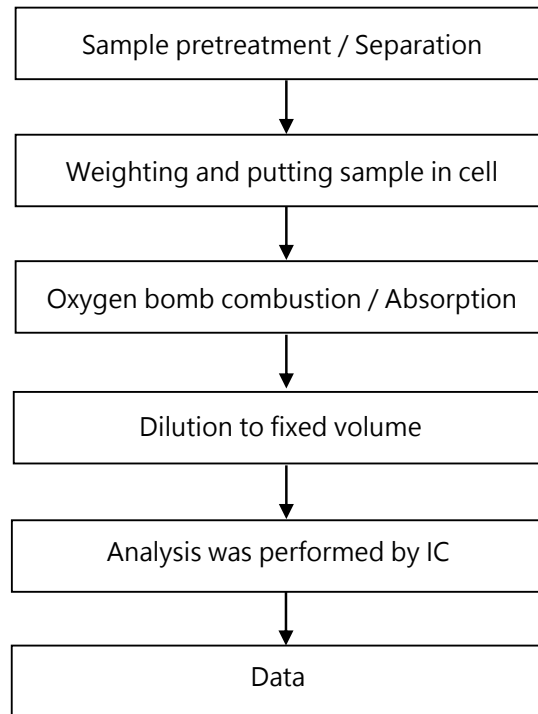 Sample pretreatment / Separation
Weighting and putting sample in cell
Oxygen bomb combustion / Absorption
Dilution to fixed volume
Analysis was performed by IC
Data